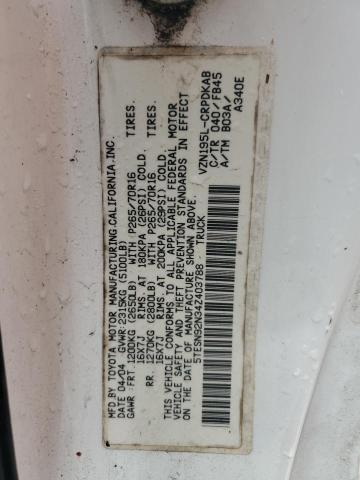 MFD BY TOYOTA MOTOR MANUFACTURING,CALIFORNIA,INC.
DATE 04/04 GVWR:2315KG (5100LB)
GAWR :FRT. 1200KG (2650LB) WITH P265/70R16 TIRES.
16X7J RIMS. AT 180KPA (26PSI) COLD.
RR. 1270KG (2800LB) WITH P265/70R16 TIRES.
16X7J RIMS. AT 200KPA (29PSI) COLD.
THIS VEHICLE CONFORMS TO ALL APPLICABLE FEDERAL MOTOR
VEHICLE SAFETY AND THEFT PREVENTION STANDARDS IN EFFECT
ON THE DATE OF MANUFACTURE SHOWN ABOVE.
5TESN92N34Z403788 TRUCK
VZN195L-CRPDKAB
C/TR 040/FB45
A/TM B03A/
A340E